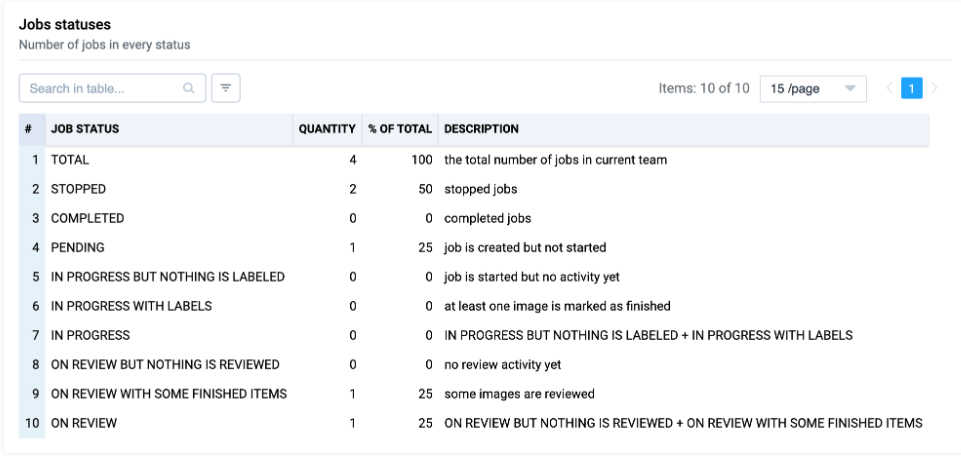 Jobs statuses
Number of jobs in every status
Search in table...
Items: 10 of 10 15 /page 1
# JOB STATUS QUANTITY % OF TOTAL DESCRIPTION
1 TOTAL 4 100 the total number of jobs in current team
2 STOPPED 2 50 stopped jobs
3 COMPLETED 0 0 completed jobs
4 PENDING 1 25 job is created but not started
5 IN PROGRESS BUT NOTHING IS LABELED 0 0 job is started but no activity yet
6 IN PROGRESS WITH LABELS 0 0 at least one image is marked as finished
7 IN PROGRESS 0 0 IN PROGRESS BUT NOTHING IS LABELED + IN PROGRESS WITH LABELS
8 ON REVIEW BUT NOTHING IS REVIEWED 0 0 no review activity yet
9 ON REVIEW WITH SOME FINISHED ITEMS 1 25 some images are reviewed
10 ON REVIEW 1 25 ON REVIEW BUT NOTHING IS REVIEWED + ON REVIEW WITH SOME FINISHED ITEMS